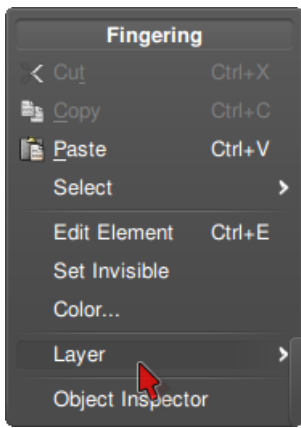 Fingering
Cut Ctrl+X
Copy Ctrl+C
Paste Ctrl+V
Select
Edit Element Ctrl+E
Set Invisible
Color...
Layer
Object Inspector